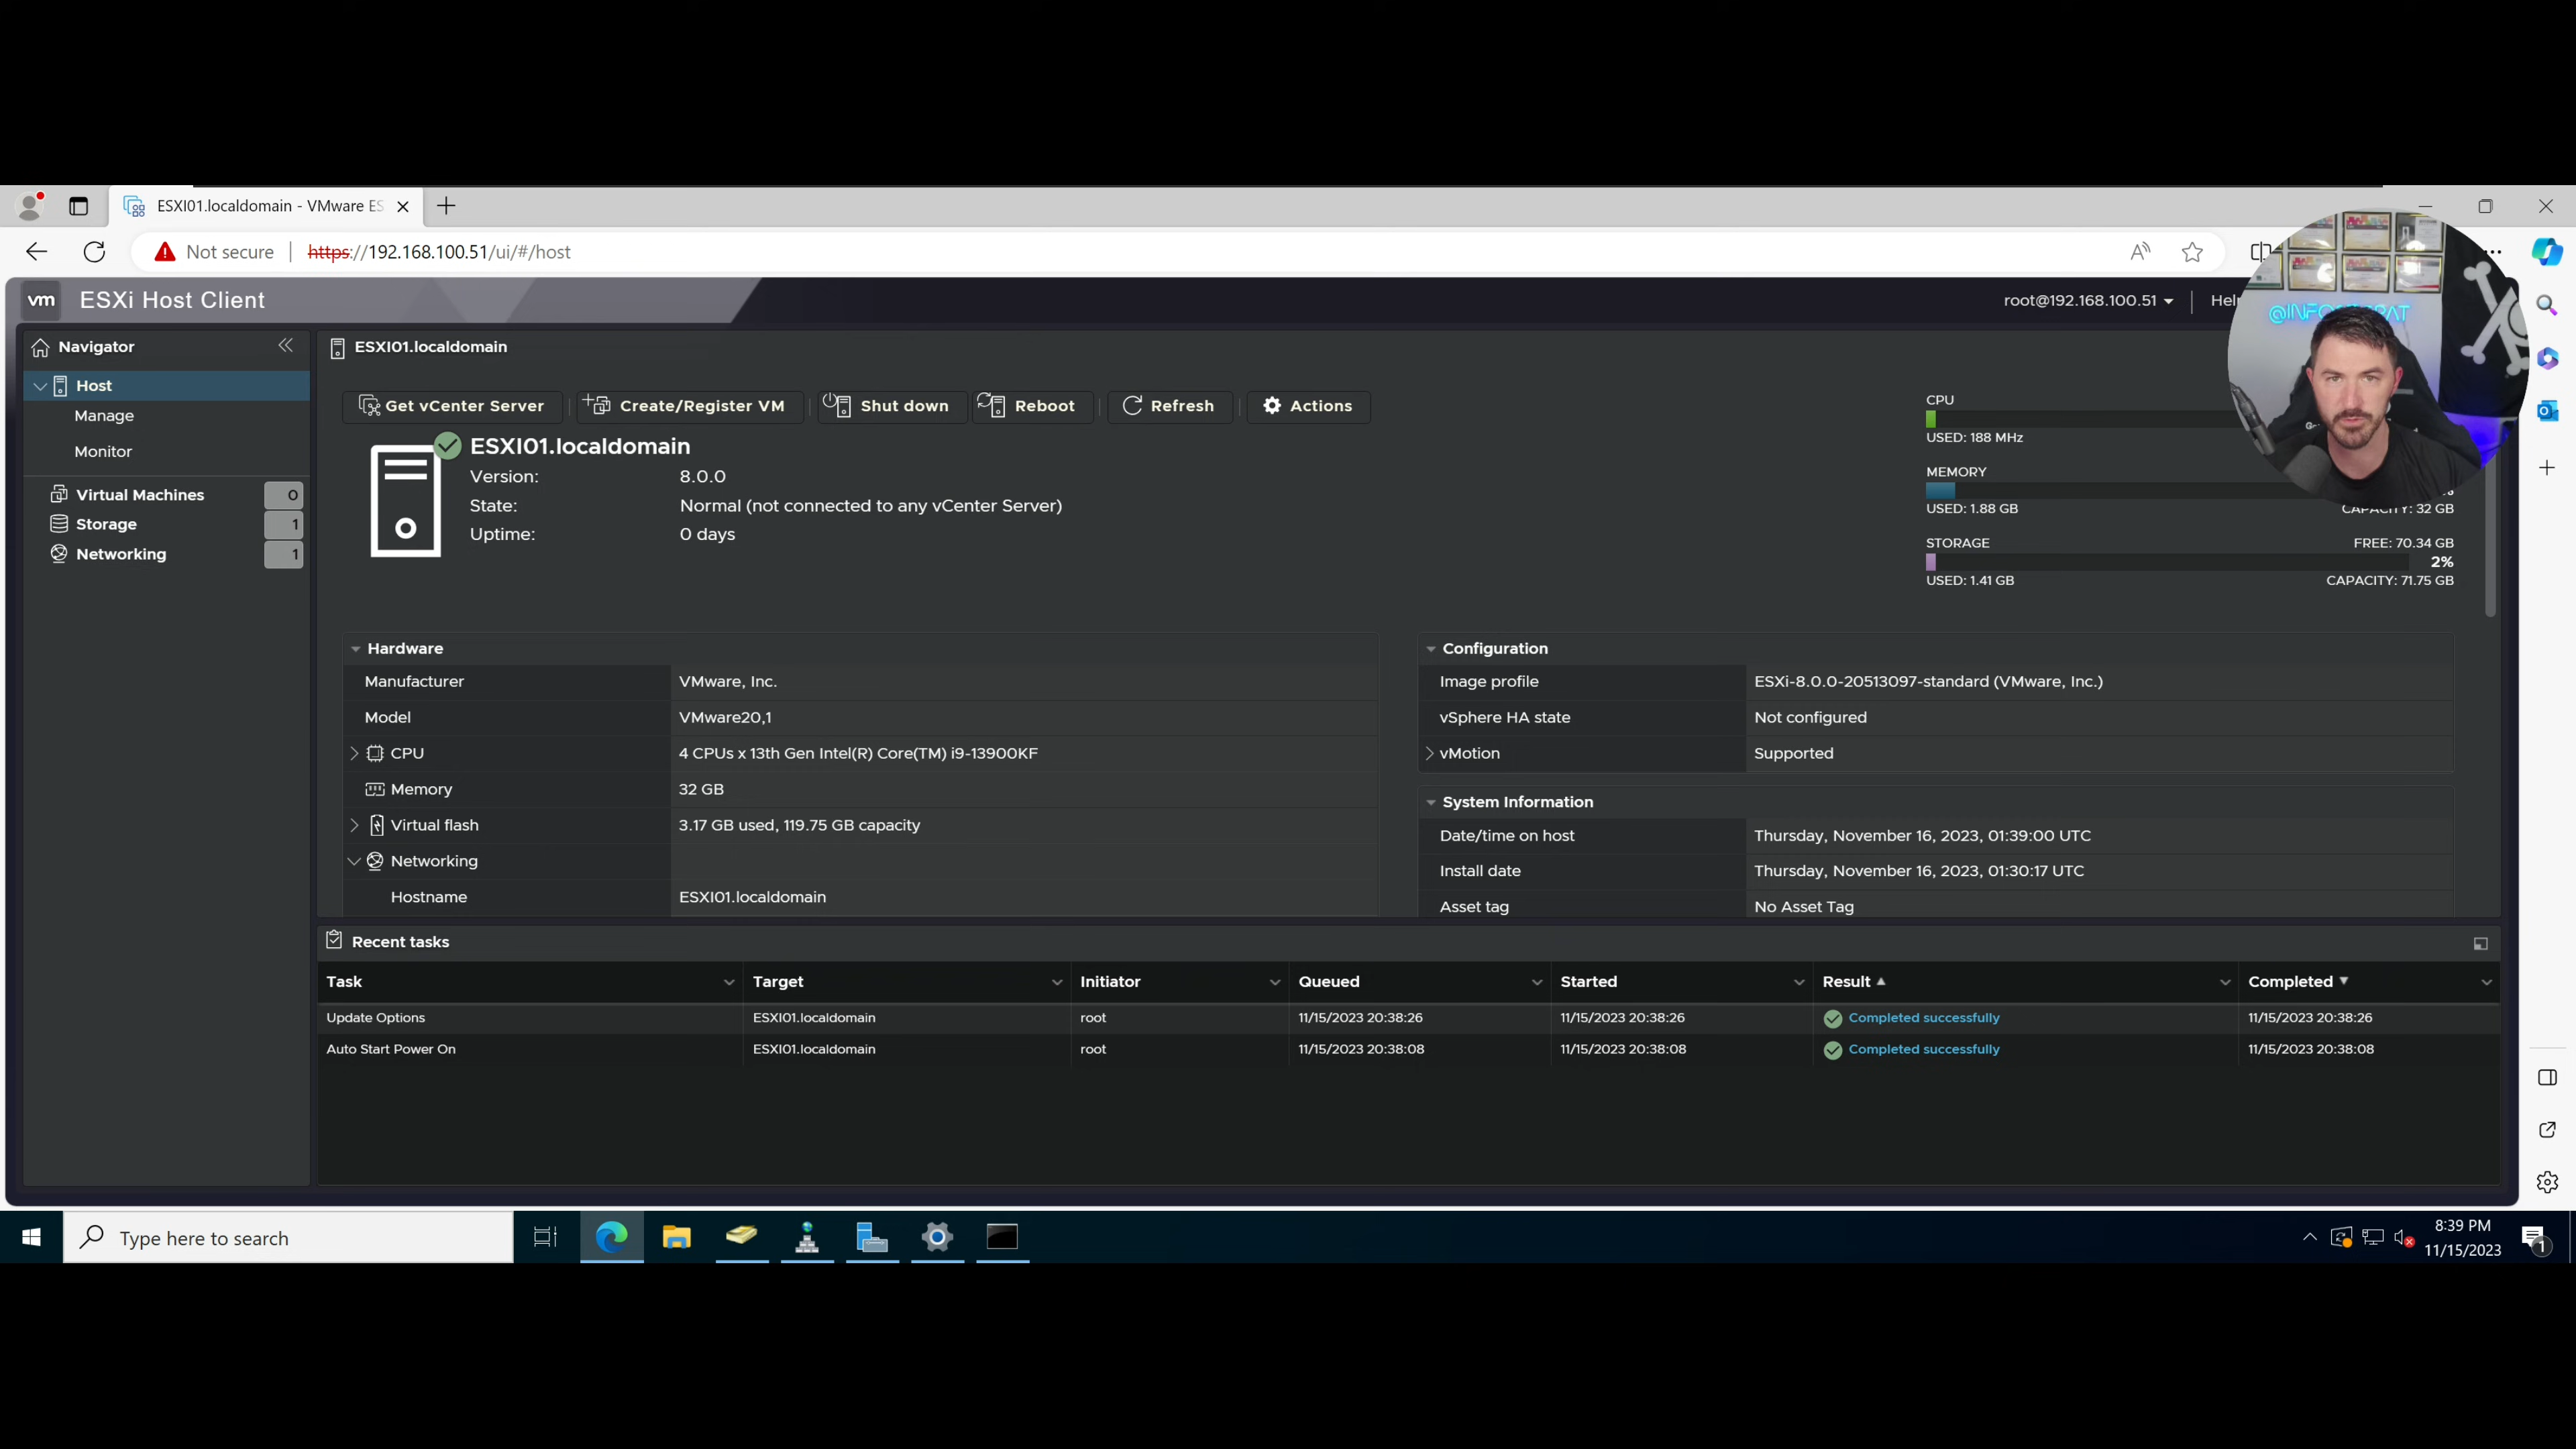 ESXI01.localdomain - VMware ES
Not secure
https://192.168.100.51/ui/#/host
vm
ESXi Host Client
root@192.168.100.51
Navigator
Host
Manage
Monitor
Virtual Machines 0
Storage 1
Networking 1
ESXI01.localdomain
Get vCenter Server
Create/Register VM
Shut down
Reboot
Refresh
Actions
ESXI01.localdomain
Version: 8.0.0
State: Normal (not connected to any vCenter Server)
Uptime: 0 days
CPU
USED: 188 MHz
MEMORY
USED: 1.88 GB CAPACITY: 32 GB
STORAGE FREE: 70.34 GB
2%
USED: 1.41 GB CAPACITY: 71.75 GB
Hardware
Manufacturer VMware, Inc.
Model VMware20,1
CPU 4 CPUs x 13th Gen Intel(R) Core(TM) i9-13900KF
Memory 32 GB
Virtual flash 3.17 GB used, 119.75 GB capacity
Networking
Hostname ESXI01.localdomain
Configuration
Image profile ESXi-8.0.0-20513097-standard (VMware, Inc.)
vSphere HA state Not configured
vMotion Supported
System Information
Date/time on host Thursday, November 16, 2023, 01:39:00 UTC
Install date Thursday, November 16, 2023, 01:30:17 UTC
Asset tag No Asset Tag
Recent tasks
Task Target Initiator Queued Started Result Completed
Update Options ESXI01.localdomain root 11/15/2023 20:38:26 11/15/2023 20:38:26 Completed successfully 11/15/2023 20:38:26
Auto Start Power On ESXI01.localdomain root 11/15/2023 20:38:08 11/15/2023 20:38:08 Completed successfully 11/15/2023 20:38:08
Type here to search
8:39 PM
11/15/2023
1